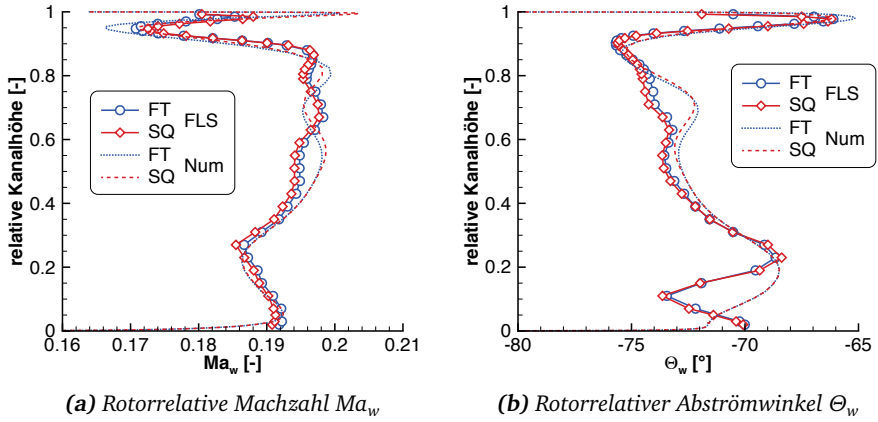 relative Kanalhöhe [-]
1
0.8
0.6
0.4
0.2
0
0.16
0.17
0.18
0.19
0.2
0.21
Ma_w [-]
FT
SQ
FLS
FT
SQ
Num
(a) Rotorrelative Machzahl Ma_w
relative Kanalhöhe [-]
1
0.8
0.6
0.4
0.2
0
-80
-75
-70
-65
Θ_w [°]
FT
SQ
FLS
FT
SQ
Num
(b) Rotorrelativer Abströmwinkel Θ_w